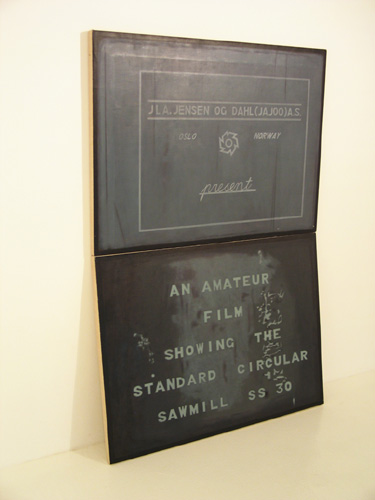 J.L.A. JENSEN OG DAHL (JAJOO) A.S.
OSLO NORWAY
present
AN AMATEUR
FILM
SHOWING THE
STANDARD CIRCULAR
SAWMILL SS 30